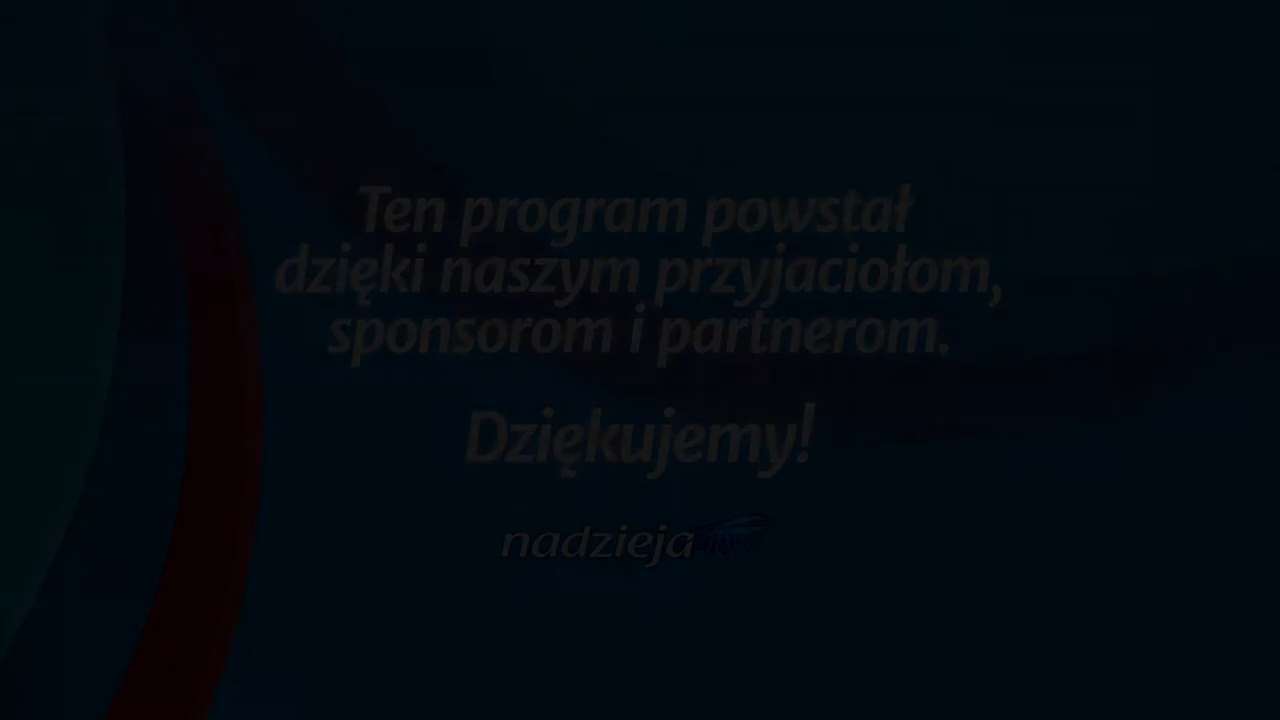 Ten program powstał
dzięki naszym przyjaciołom,
sponsorom i partnerom.
Dziękujemy!
nadzieja